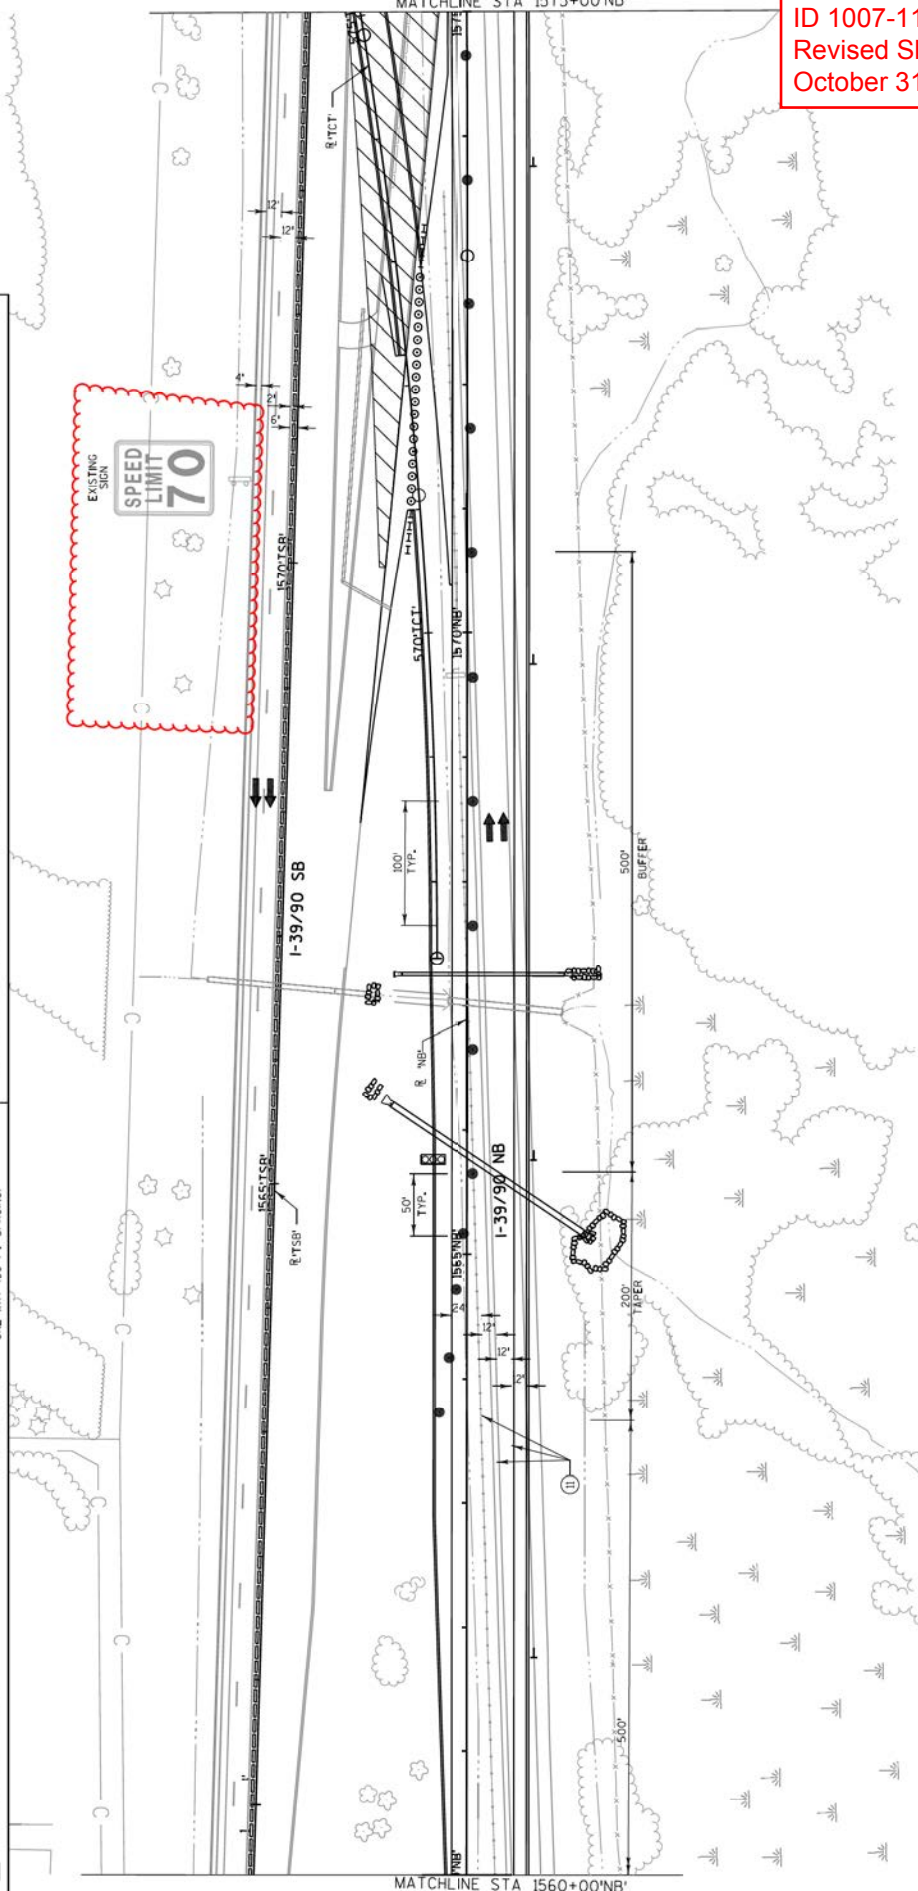 MATCHLINE STA 1575+00'NB'
ID 1007-11
Revised Sh
October 31
R 'TCT'
12'
12'
4'
2'
6'
EXISTING
SIGN
SPEED
LIMIT
70
1570'TSB'
570'TCT'
1570'NB'
100'
TYP.
500'
BUFFER
I-39/90 SB
R 'NB'
1565'TSB'
R 'TSB'
50'
TYP.
I-39/90 NB
1565'NB'
200'
TAPER
12'
12'
2'
11
500'
C
C
C
C
C
C
C
C
MATCHLINE STA 1560+00'NB'